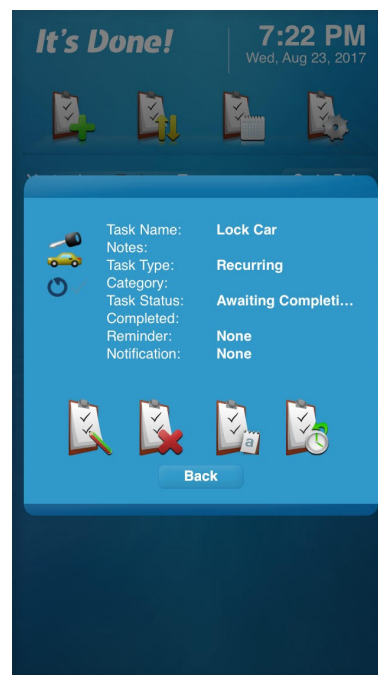 It's Done!
7:22 PM
Wed, Aug 23, 2017
Task Name: Lock Car
Notes:
Task Type: Recurring
Category:
Task Status: Awaiting Completi...
Completed:
Reminder: None
Notification: None
a
Back